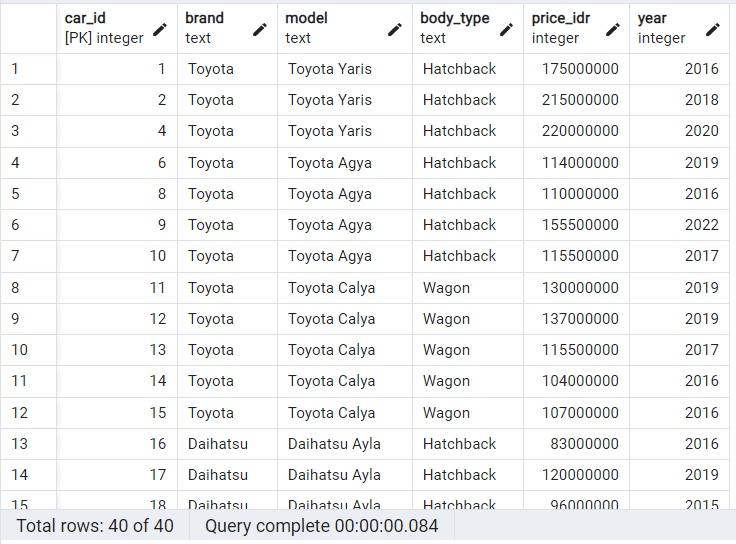 car_id brand model body_type price_idr year
[PK] integer text text text integer integer
1 1 Toyota Toyota Yaris Hatchback 175000000 2016
2 2 Toyota Toyota Yaris Hatchback 215000000 2018
3 4 Toyota Toyota Yaris Hatchback 220000000 2020
4 6 Toyota Toyota Agya Hatchback 114000000 2019
5 8 Toyota Toyota Agya Hatchback 110000000 2016
6 9 Toyota Toyota Agya Hatchback 155500000 2022
7 10 Toyota Toyota Agya Hatchback 115500000 2017
8 11 Toyota Toyota Calya Wagon 130000000 2019
9 12 Toyota Toyota Calya Wagon 137000000 2019
10 13 Toyota Toyota Calya Wagon 115500000 2017
11 14 Toyota Toyota Calya Wagon 104000000 2016
12 15 Toyota Toyota Calya Wagon 107000000 2016
13 16 Daihatsu Daihatsu Ayla Hatchback 83000000 2016
14 17 Daihatsu Daihatsu Ayla Hatchback 120000000 2019
15 18 Daihatsu Daihatsu Ayla Hatchback 96000000 2015
Total rows: 40 of 40 Query complete 00:00:00.084